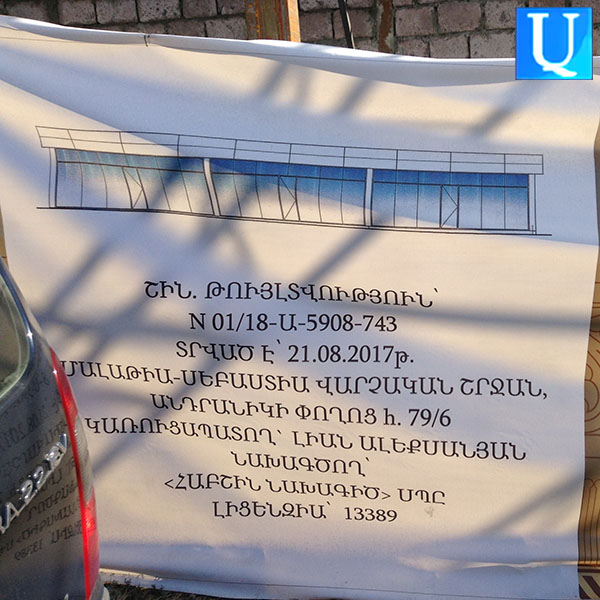 Ա
ՇԻՆ. ԹՈՒՅԼՏՎՈՒԹՅՈՒՆ՝
N 01/18-Ա-5908-743
ՏՐՎԱԾ Է՝ 21.08.2017թ.
ՄԱԼԱԹԻԱ-ՍԵԲԱՍՏԻԱ ՎԱՐՉԱԿԱՆ ՇՐՋԱՆ,
ԱՆԴՐԱՆԻԿԻ ՓՈՂՈՑ հ. 79/6
ԿԱՌՈՒՑԱՊԱՏՈՂ՝ ԼԻԱՆ ԱԼԵՔՍԱՆՅԱՆ
ՆԱԽԱԳԾՈՂ՝
<ՀԱԲՇԻՆ ՆԱԽԱԳԻԾ> ՍՊԸ
ԼԻՑԵՆԶԻԱ՝ 13389